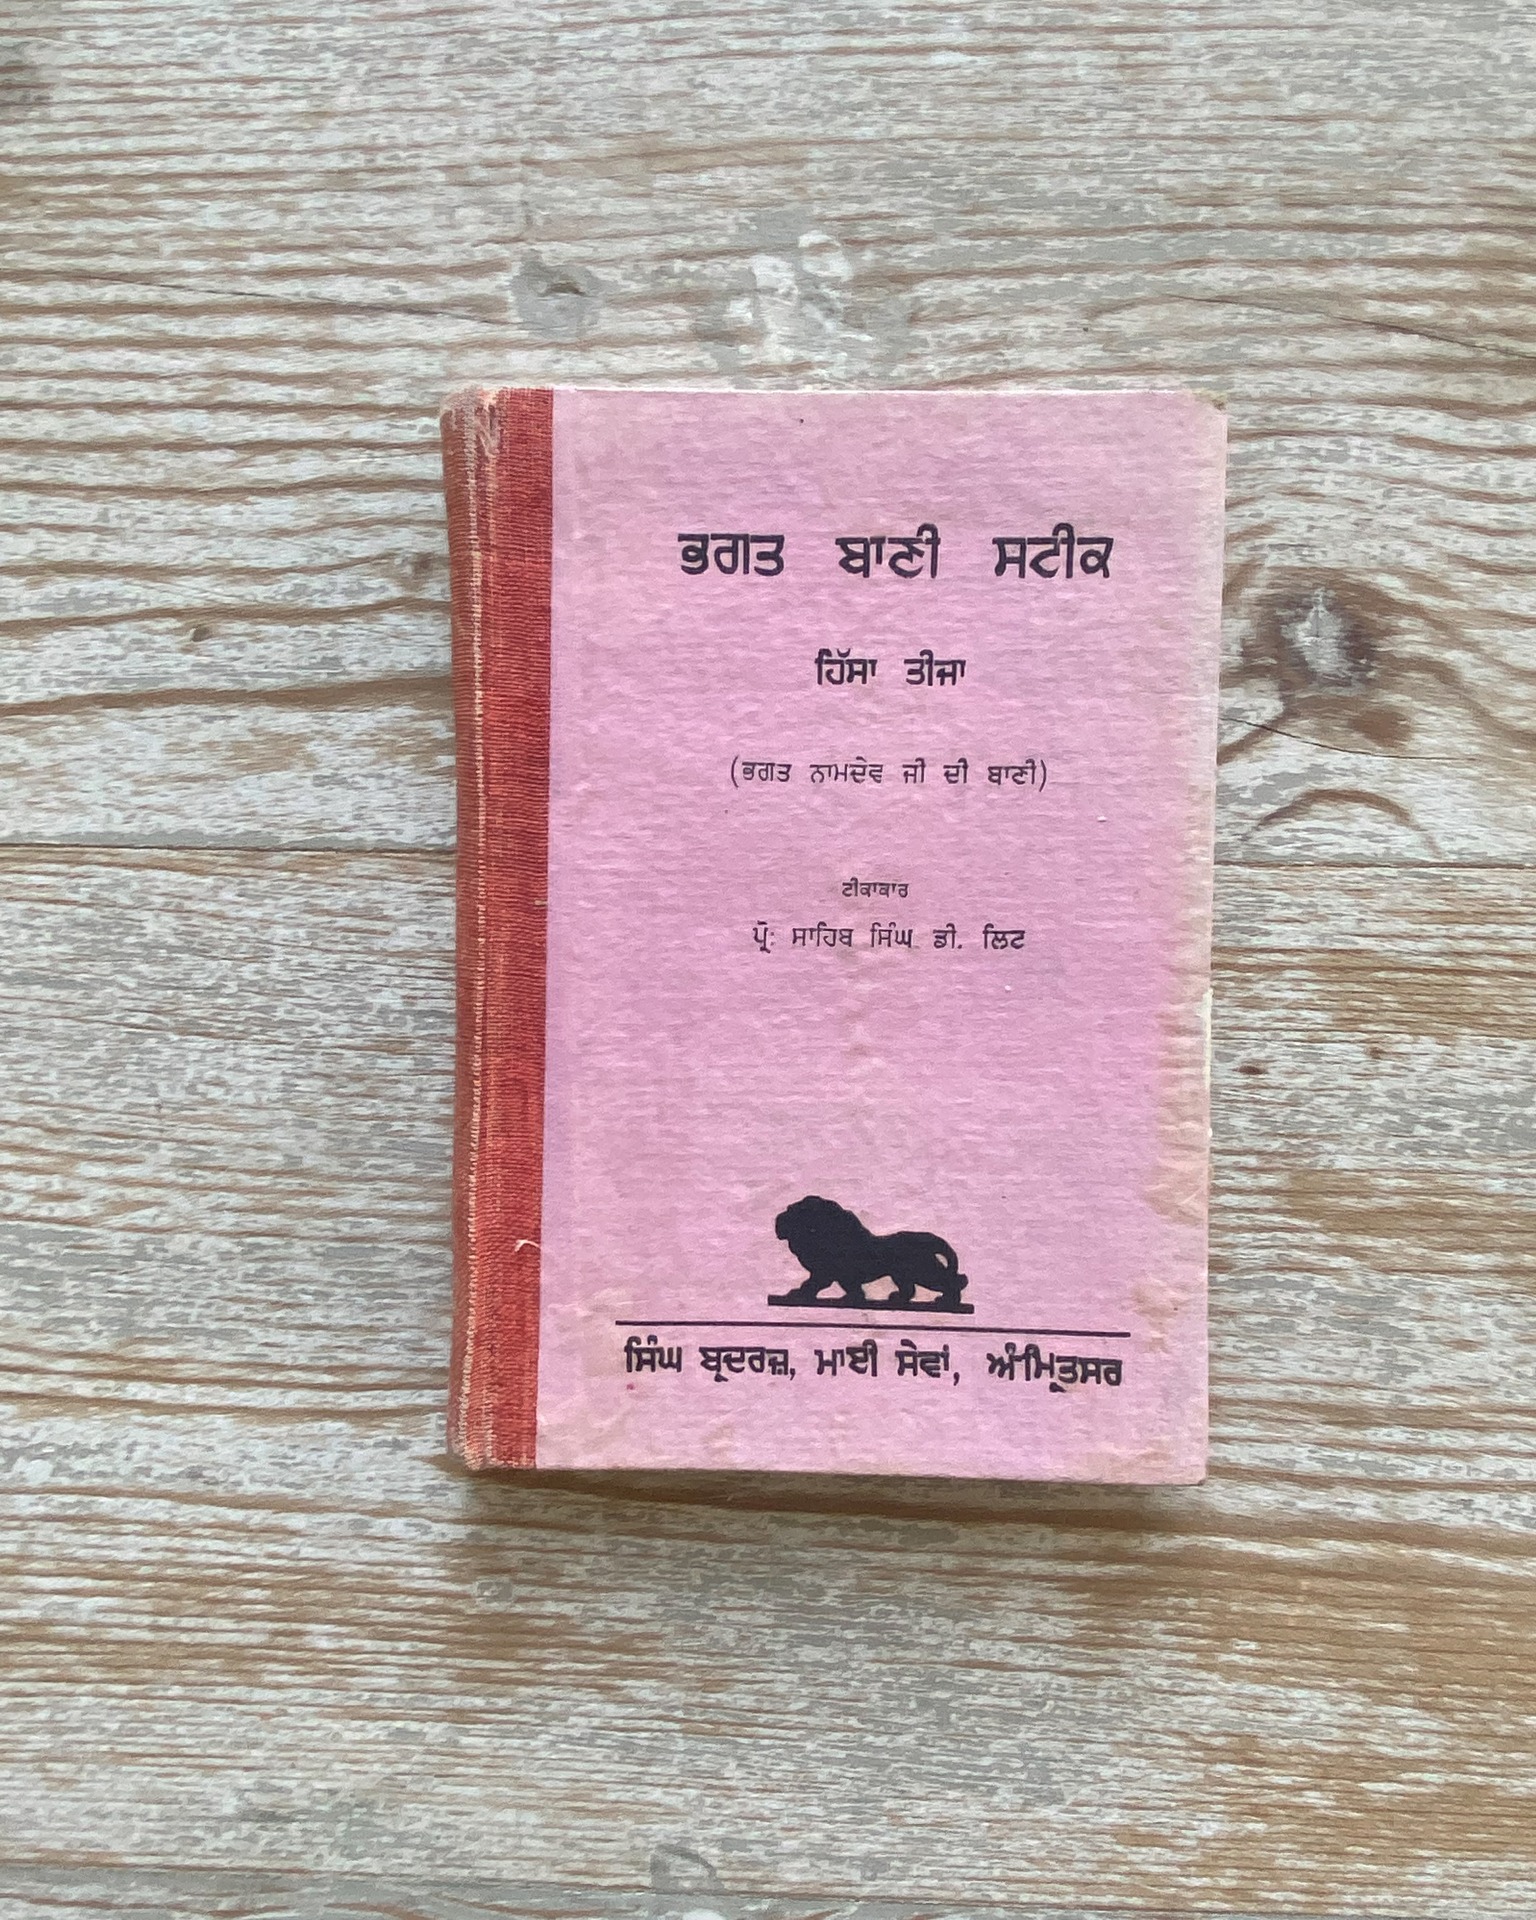 ਭਗਤ ਬਾਣੀ ਸਟੀਕ
ਹਿੱਸਾ ਤੀਜਾ
(ਭਗਤ ਨਾਮਦੇਵ ਜੀ ਦੀ ਬਾਣੀ)
ਟੀਕਾਕਾਰ
ਪ੍ਰੋ: ਸਾਹਿਬ ਸਿੰਘ ਡੀ. ਲਿਟ
ਸਿੰਘ ਬ੍ਰਦਰਜ਼, ਮਾਈ ਸੇਵਾਂ, ਅੰਮ੍ਰਿਤਸਰ